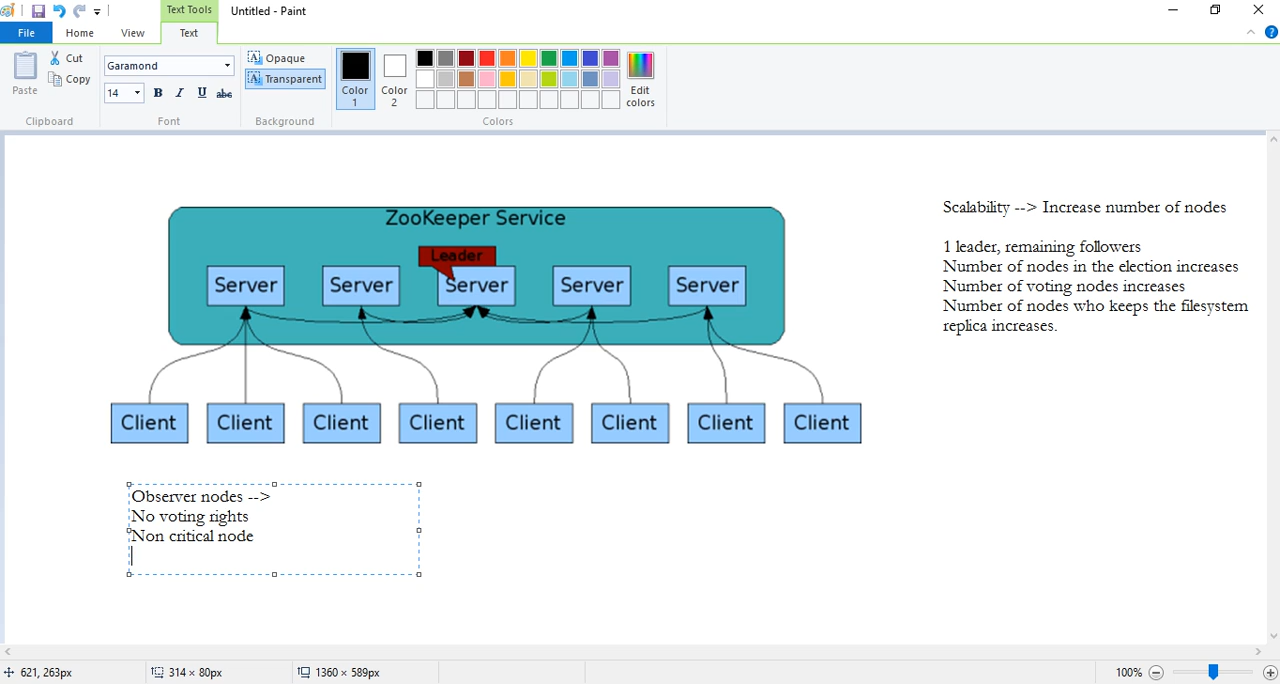 Text Tools
Untitled - Paint
File
Home
View
Text
Paste
Cut
Copy
Clipboard
Garamond
14
B I U abc
Font
Opaque
Transparent
Background
Color 1
Color 2
Edit colors
Colors
ZooKeeper Service
Leader
Server Server Server Server Server
Client Client Client Client Client Client Client Client
Scalability --> Increase number of nodes
1 leader, remaining followers
Number of nodes in the election increases
Number of voting nodes increases
Number of nodes who keeps the filesystem
replica increases.
Observer nodes -->
No voting rights
Non critical node
621, 263px
314 × 80px
1360 × 589px
100%